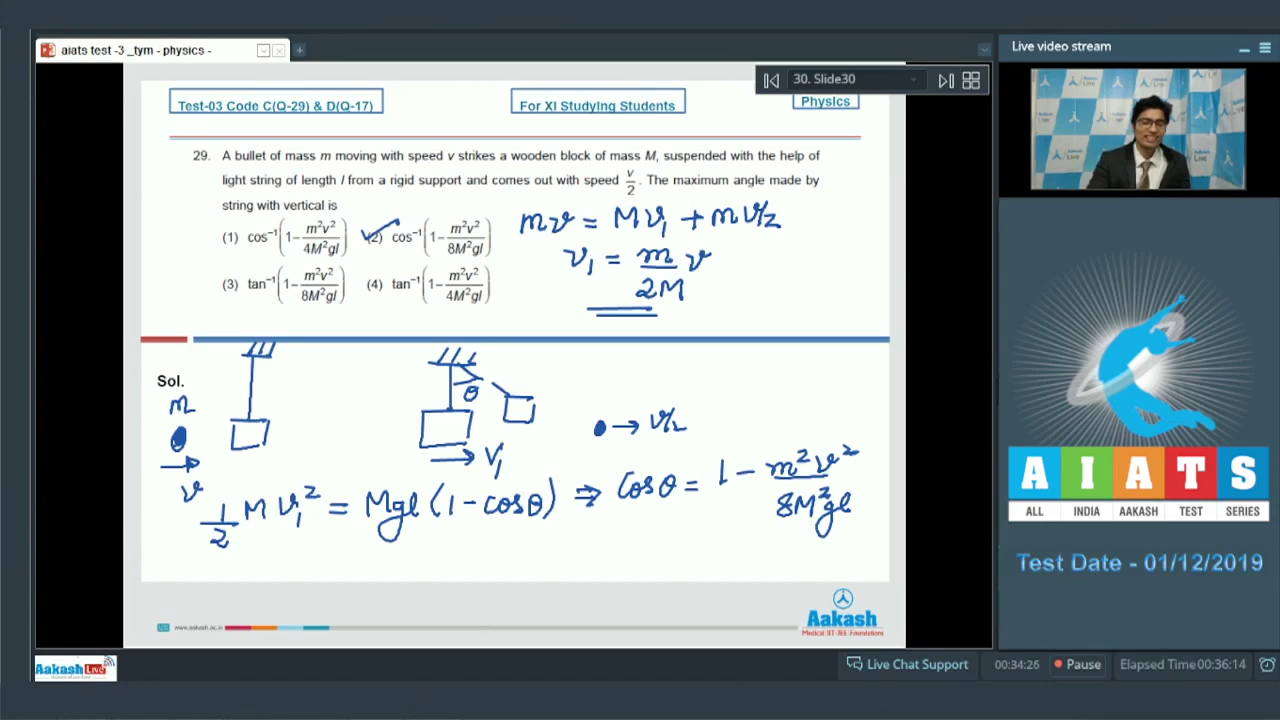 aiats test -3 _tym - physics -
Live video stream
30. Slide30
Test-03 Code C(Q-29) & D(Q-17)
For XI Studying Students
Physics
29. A bullet of mass m moving with speed v strikes a wooden block of mass M, suspended with the help of
light string of length l from a rigid support and comes out with speed v/2. The maximum angle made by
string with vertical is
(1) cos⁻¹(1 − m²v²/4M²gl) (2) cos⁻¹(1 − m²v²/8M²gl)
(3) tan⁻¹(1 − m²v²/8M²gl) (4) tan⁻¹(1 − m²v²/4M²gl)
mv = Mv₁ + mv/2
v₁ = m/2M v
Sol.
m
v
θ
V₁
v/2
1/2 M v₁² = Mgl (1 − cosθ) ⇒ Cosθ = 1 − m²v²/8M²gl
AIATS
ALL INDIA AAKASH TEST SERIES
Test Date - 01/12/2019
www.aakash.ac.in
Aakash
Medical|IIT-JEE|Foundations
Aakash Live
Live Chat Support
00:34:26
Pause
Elapsed Time 00:36:14